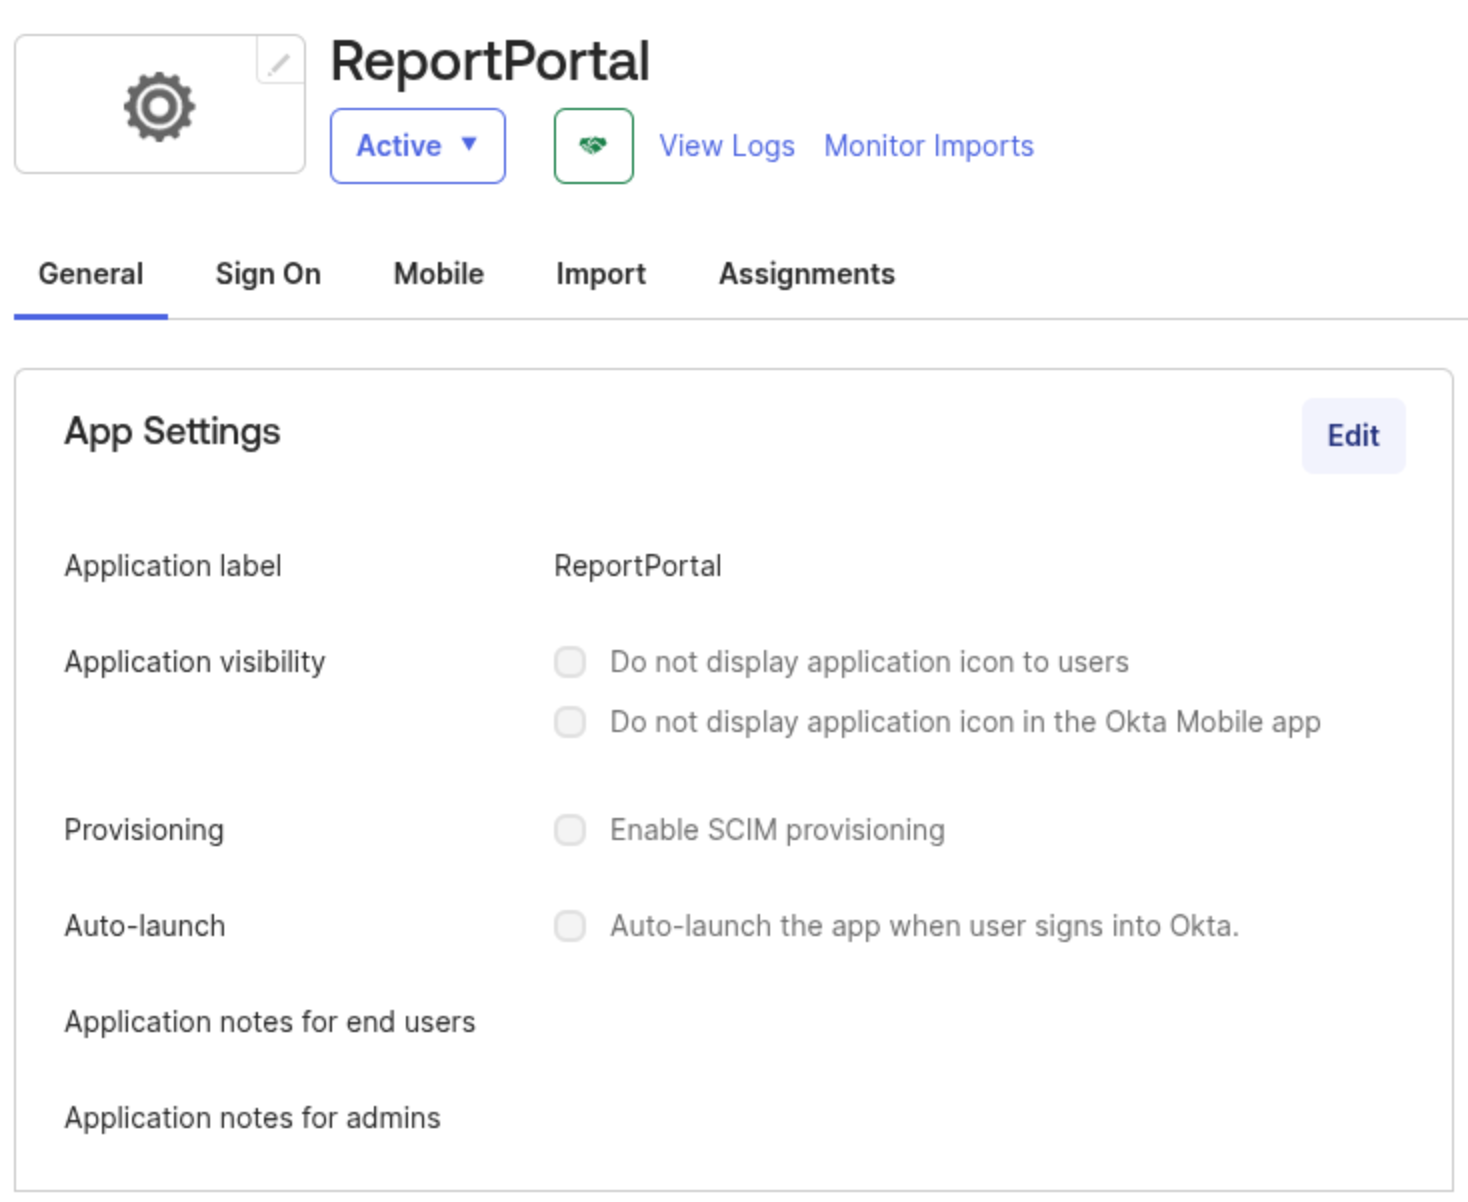 ReportPortal
Active View Logs Monitor Imports
General Sign On Mobile Import Assignments
App Settings Edit
Application label ReportPortal
Application visibility Do not display application icon to users
Do not display application icon in the Okta Mobile app
Provisioning Enable SCIM provisioning
Auto-launch Auto-launch the app when user signs into Okta.
Application notes for end users
Application notes for admins